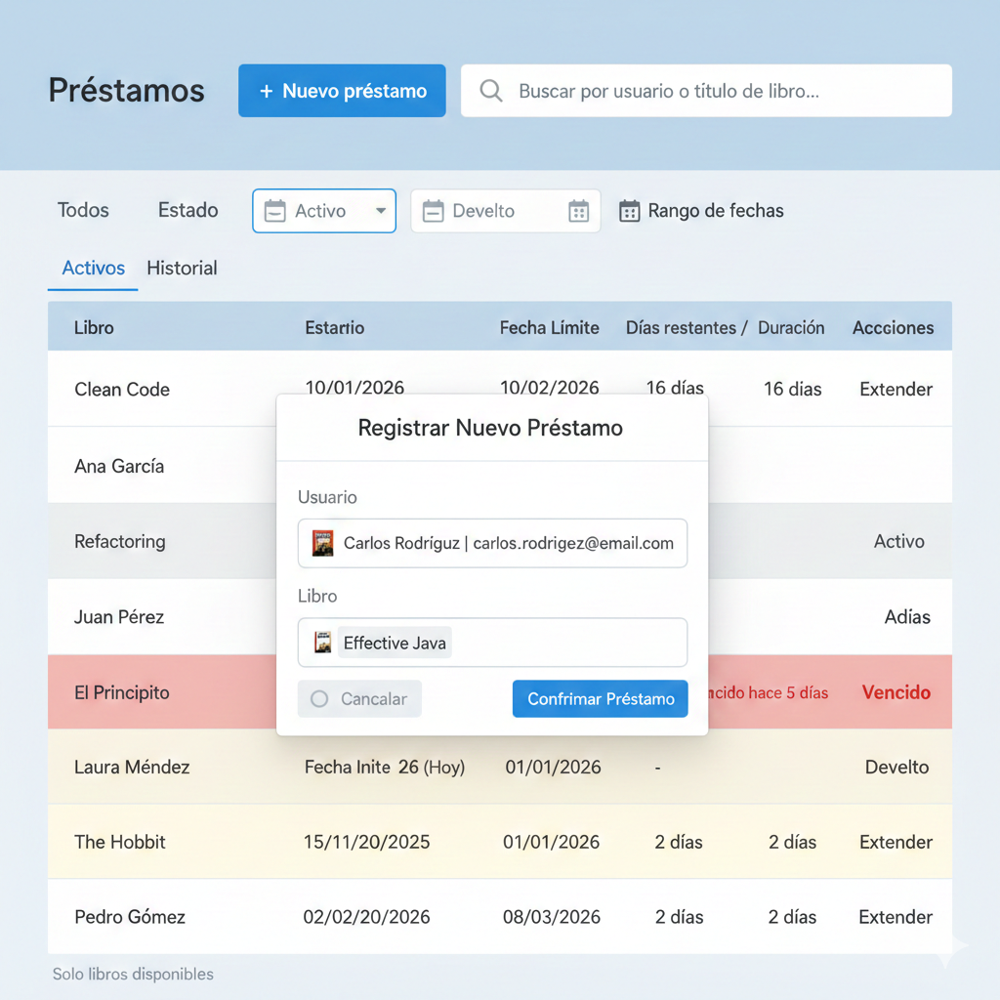 Préstamos
+ Nuevo préstamo
Buscar por usuario o título de libro...
Todos Estado Activo Develto Rango de fechas
Activos Historial
Libro Estartio Fecha Límite Días restentes / Duración Accciones
Clean Code 10/01/2026 10/02/2026 16 días 16 dias Extender
Registrar Nuevo Préstamo
Ana García
Usuario
Refactoring Activo
Carlos Rodríguz | carlos.rodrigez@email.com
Libro
Juan Pérez Adías
Effective Java
El Principito hace 5 días Vencido
Cancalar Confrimar Préstamo
Laura Méndez Fecha Inite 26 (Hoy) 01/01/2026 - Develto
The Hobbit 15/11/20/2025 01/01/2026 2 días 2 días Extender
Pedro Gómez 02/02/20/2026 08/03/2026 2 días 2 días Extender
Solo libros disponibles